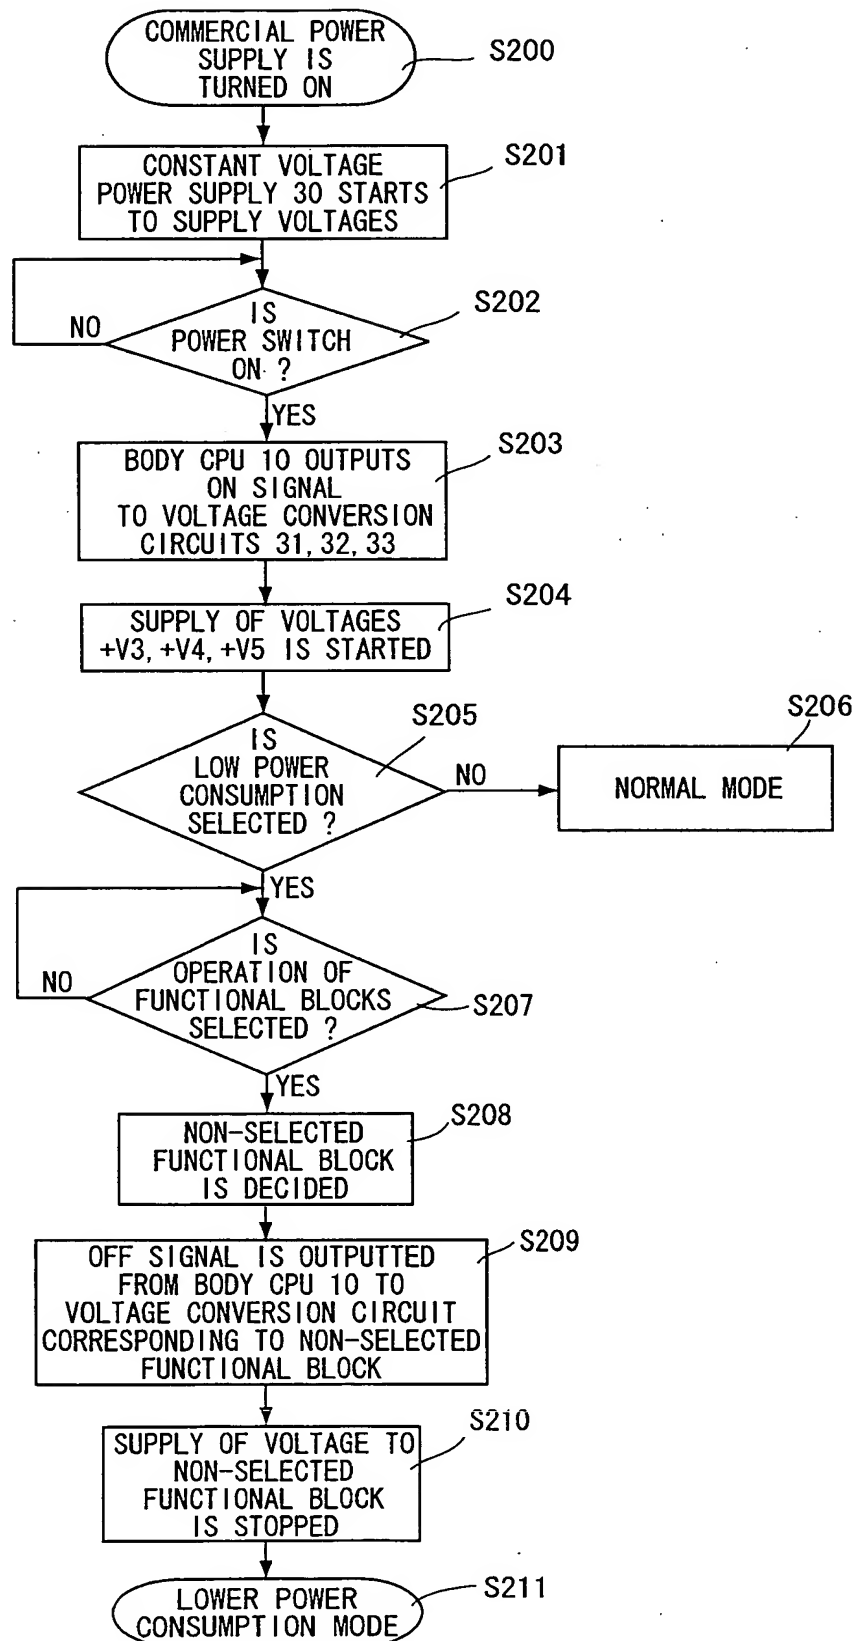 COMMERCIAL POWER
SUPPLY IS
TURNED ON
S200
CONSTANT VOLTAGE
POWER SUPPLY 30 STARTS
TO SUPPLY VOLTAGES
S201
IS
POWER SWITCH
ON ?
S202
NO
YES
BODY CPU 10 OUTPUTS
ON SIGNAL
TO VOLTAGE CONVERSION
CIRCUITS 31, 32, 33
S203
SUPPLY OF VOLTAGES
+V3, +V4, +V5 IS STARTED
S204
IS
LOW POWER
CONSUMPTION
SELECTED ?
S205
NO
NORMAL MODE
S206
YES
IS
OPERATION OF
FUNCTIONAL BLOCKS
SELECTED ?
S207
NO
YES
NON-SELECTED
FUNCTIONAL BLOCK
IS DECIDED
S208
OFF SIGNAL IS OUTPUTTED
FROM BODY CPU 10 TO
VOLTAGE CONVERSION CIRCUIT
CORRESPONDING TO NON-SELECTED
FUNCTIONAL BLOCK
S209
SUPPLY OF VOLTAGE TO
NON-SELECTED
FUNCTIONAL BLOCK
IS STOPPED
S210
LOWER POWER
CONSUMPTION MODE
S211